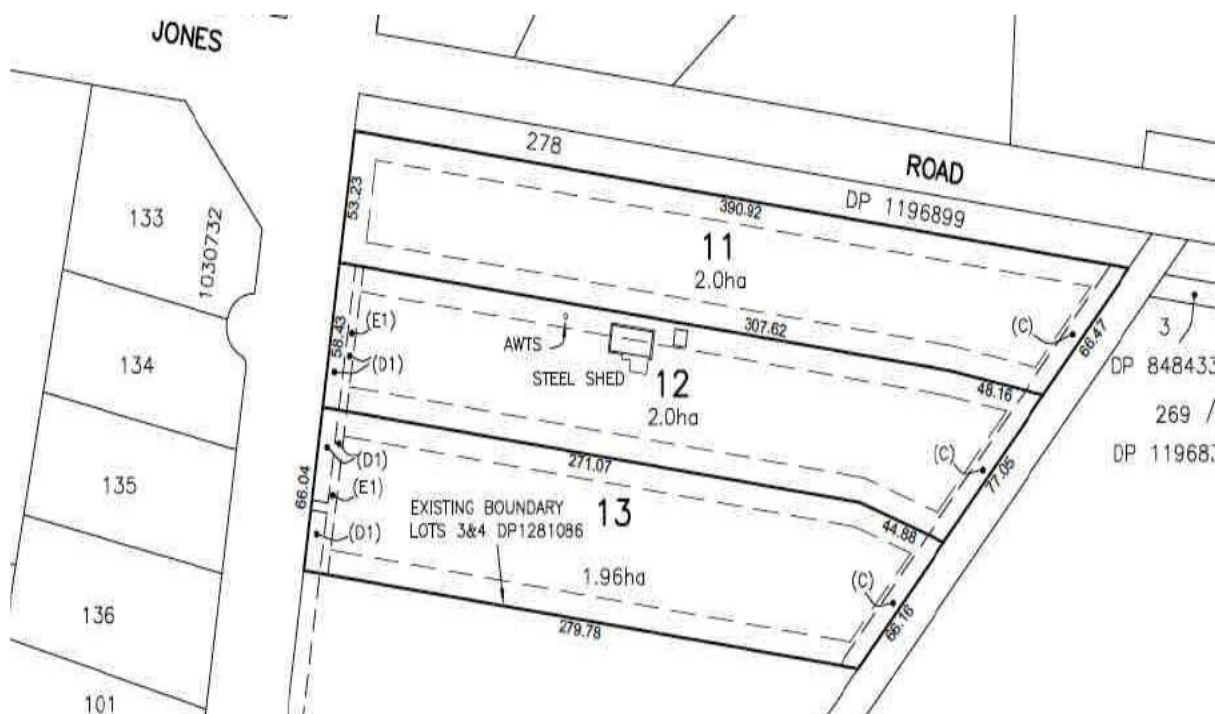 JONES
278
ROAD
DP 1196899
390.92
53.23
133
1030732
11
2.0ha
(C)
66.47
3
DP 848433
307.62
(E1)
58.43
(D1)
AWTS
STEEL SHED
12
2.0ha
48.16
134
269
(C)
77.05
(D1)
271.07
135
(E1)
66.04
EXISTING BOUNDARY
LOTS 3&4 DP1281086
13
44.88
(D1)
1.96ha
(C)
66.16
136
279.78
101